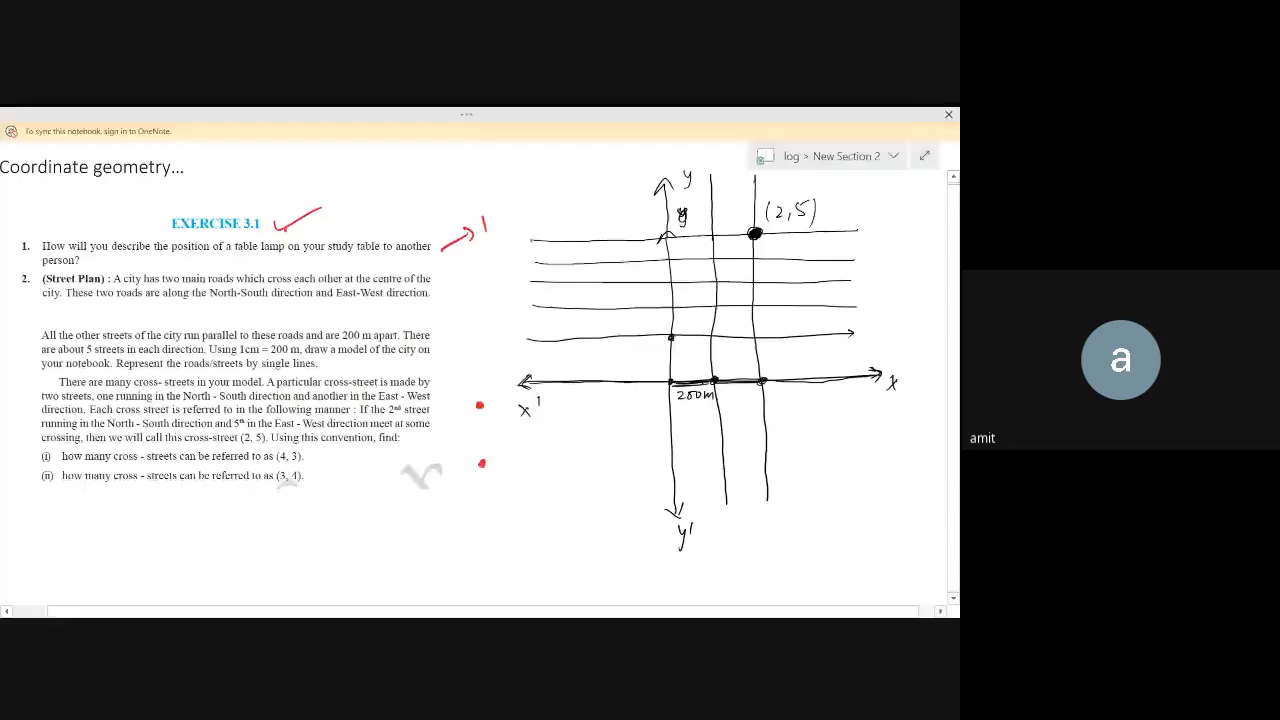 To sync this notebook, sign in to OneNote.
Coordinate geometry...
log > New Section 2
EXERCISE 3.1
1. How will you describe the position of a table lamp on your study table to another
person?
1
2. (Street Plan) : A city has two main roads which cross each other at the centre of the
city. These two roads are along the North-South direction and East-West direction.
All the other streets of the city run parallel to these roads and are 200 m apart. There
are about 5 streets in each direction. Using 1cm = 200 m, draw a model of the city on
your notebook. Represent the roads/streets by single lines.
There are many cross- streets in your model. A particular cross-street is made by
two streets, one running in the North - South direction and another in the East - West
direction. Each cross street is referred to in the following manner : If the 2nd street
running in the North - South direction and 5th in the East - West direction meet at some
crossing, then we will call this cross-street (2, 5). Using this convention, find:
(i) how many cross - streets can be referred to as (4, 3).
(ii) how many cross - streets can be referred to as (3, 4).
y
(2,5)
x
200m
x'
y'
a
amit